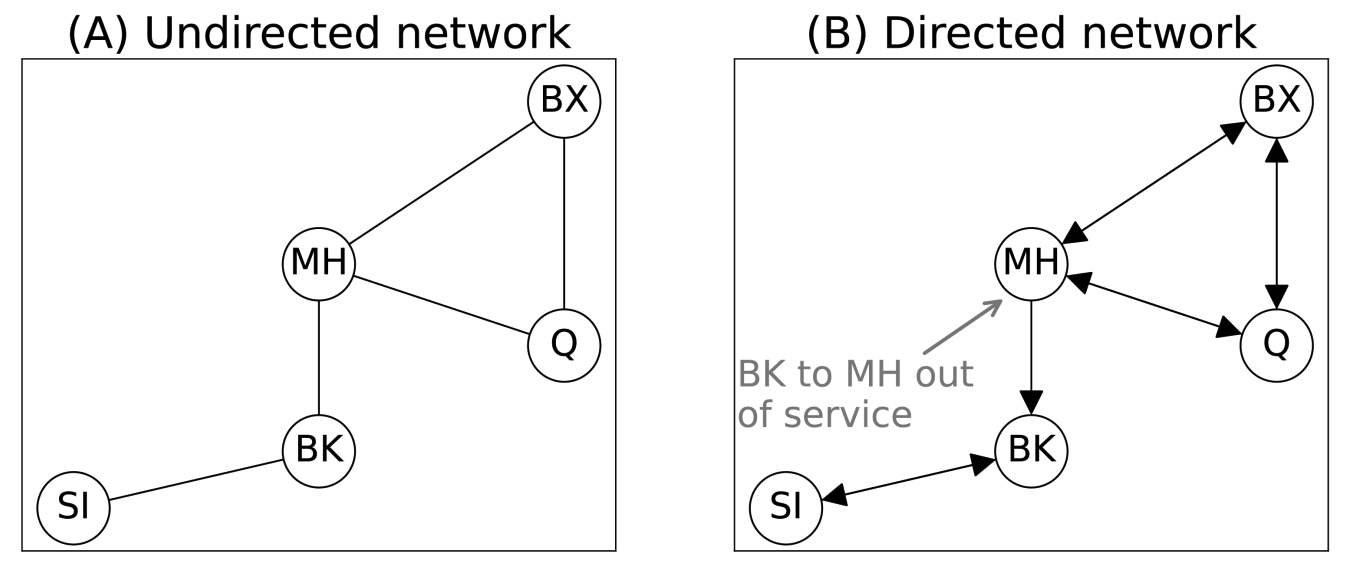 (A) Undirected network
BX
MH
Q
BK
SI
(B) Directed network
BX
MH
Q
BK to MH out
of service
BK
SI